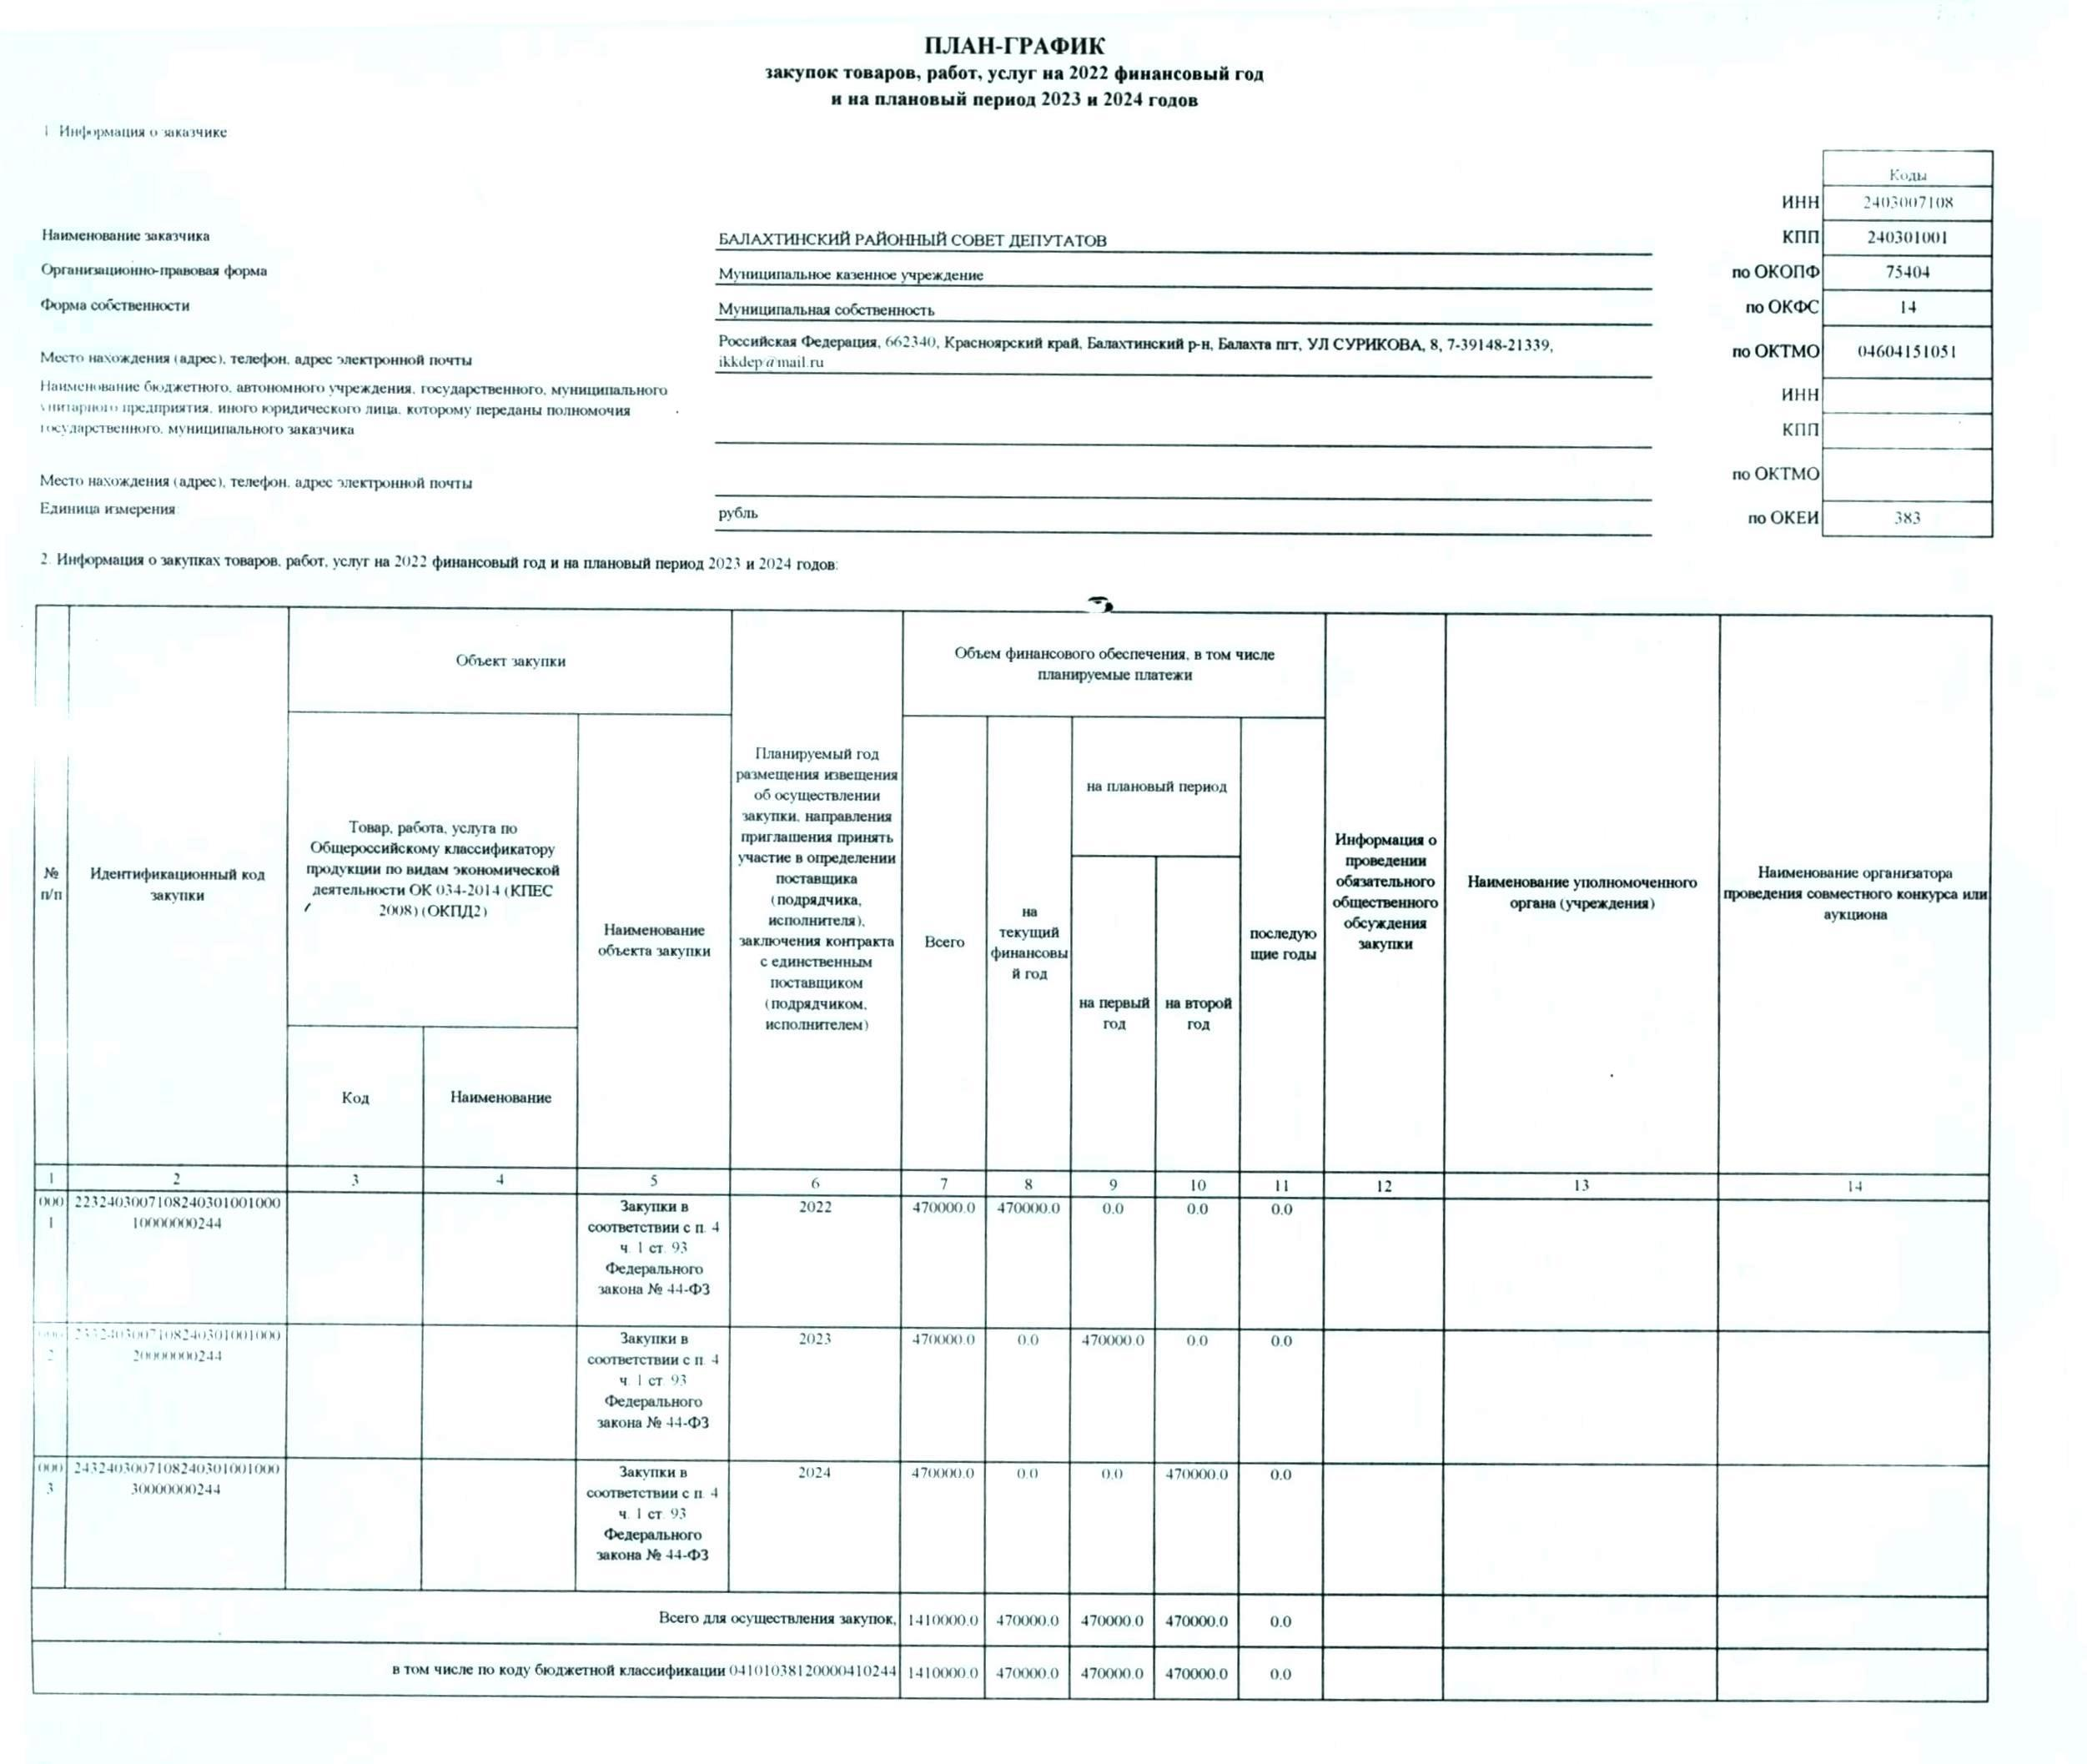 ПЛАН-ГРАФИК
закупок товаров, работ, услуг на 2022 финансовый год
и на плановый период 2023 и 2024 годов
1. Информация о заказчике
Коды
ИНН 2403007108
Наименование заказчика БАЛАХТИНСКИЙ РАЙОННЫЙ СОВЕТ ДЕПУТАТОВ КПП 240301001
Организационно-правовая форма Муниципальное казенное учреждение по ОКОПФ 75404
Форма собственности Муниципальная собственность по ОКФС 14
Российская Федерация, 662340, Красноярский край, Балахтинский р-н, Балахта пгт, УЛ СУРИКОВА, 8, 7-39148-21339,
Место нахождения (адрес), телефон, адрес электронной почты ikkdep@mail.ru по ОКТМО 04604151051
Наименование бюджетного, автономного учреждения, государственного, муниципального
унитарного предприятия, иного юридического лица, которому переданы полномочия
государственного, муниципального заказчика
ИНН
КПП
Место нахождения (адрес), телефон, адрес электронной почты по ОКТМО
Единица измерения: рубль по ОКЕИ 383
2. Информация о закупках товаров, работ, услуг на 2022 финансовый год и на плановый период 2023 и 2024 годов:
№
п/п
Идентификационный код
закупки
Объект закупки
Товар, работа, услуга по
Общероссийскому классификатору
продукции по видам экономической
деятельности ОК 034-2014 (КПЕС
2008) (ОКПД2)
Код
Наименование
Наименование
объекта закупки
Планируемый год
размещения извещения
об осуществлении
закупки, направления
приглашения принять
участие в определении
поставщика
(подрядчика,
исполнителя),
заключения контракта
с единственным
поставщиком
(подрядчиком,
исполнителем)
Объем финансового обеспечения, в том числе
планируемые платежи
Всего
на
текущий
финансовы
й год
на плановый период
на первый
год
на второй
год
последую
щие годы
Информация о
проведении
обязательного
общественного
обсуждения
закупки
Наименование уполномоченного
органа (учреждения)
Наименование организатора
проведения совместного конкурса или
аукциона
1 2 3 4 5 6 7 8 9 10 11 12 13 14
000 223240300710824030100100 0 Закупки в 2022 470000.0 470000.0 0.0 0.0 0.0
1 10000000244 соответствии с п. 4
ч. 1 ст. 93
Федерального
закона № 44-ФЗ
000 2332403007108240301001000 Закупки в 2023 470000.0 0.0 470000.0 0.0 0.0
2 20000000244 соответствии с п. 4
ч. 1 ст. 93
Федерального
закона № 44-ФЗ
000 2432403007108240301001000 Закупки в 2024 470000.0 0.0 0.0 470000.0 0.0
3 30000000244 соответствии с п. 4
ч. 1 ст. 93
Федерального
закона № 44-ФЗ
Всего для осуществления закупок, 1410000.0 470000.0 470000.0 470000.0 0.0
в том числе по коду бюджетной классификации 04101038120000410244 1410000.0 470000.0 470000.0 470000.0 0.0